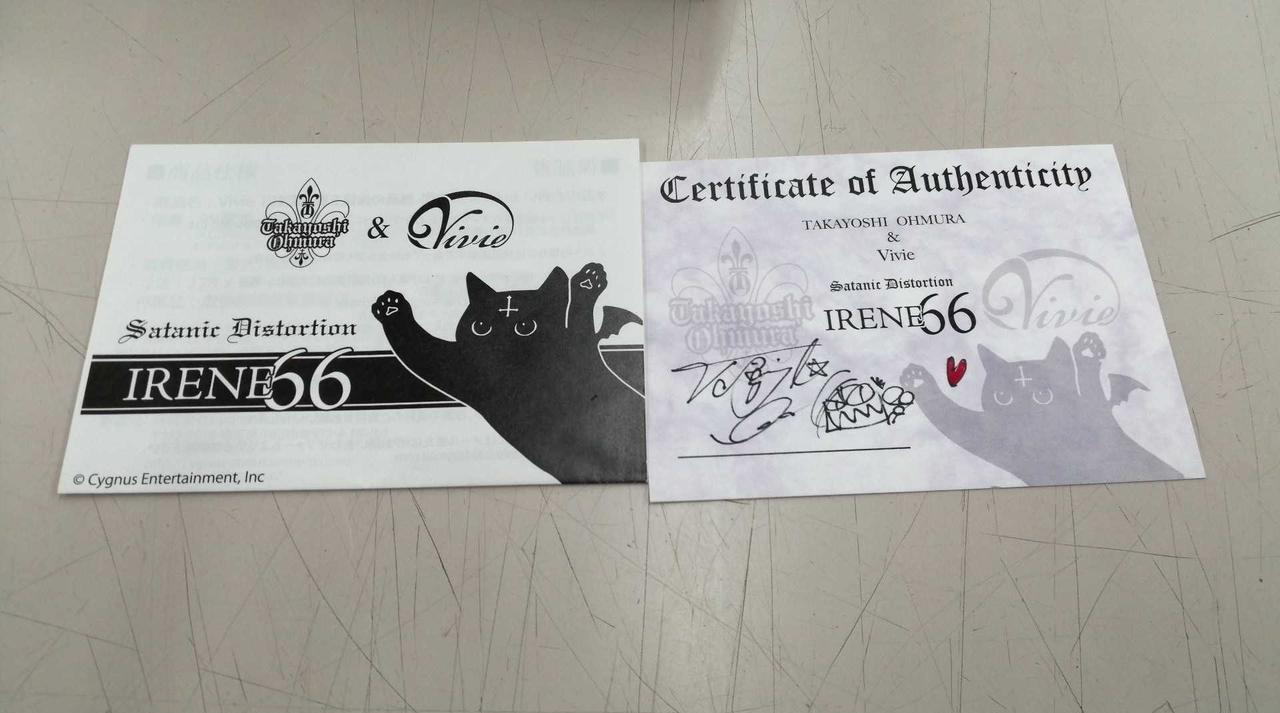 Takayoshi
Ohmura
&
Vivie
Satanic Distortion
IRENE66
© Cygnus Entertainment, Inc
Certificate of Authenticity
TAKAYOSHI OHMURA
&
Vivie
Satanic Distortion
IRENE66
Takayoshi
Ohmura
Vivie